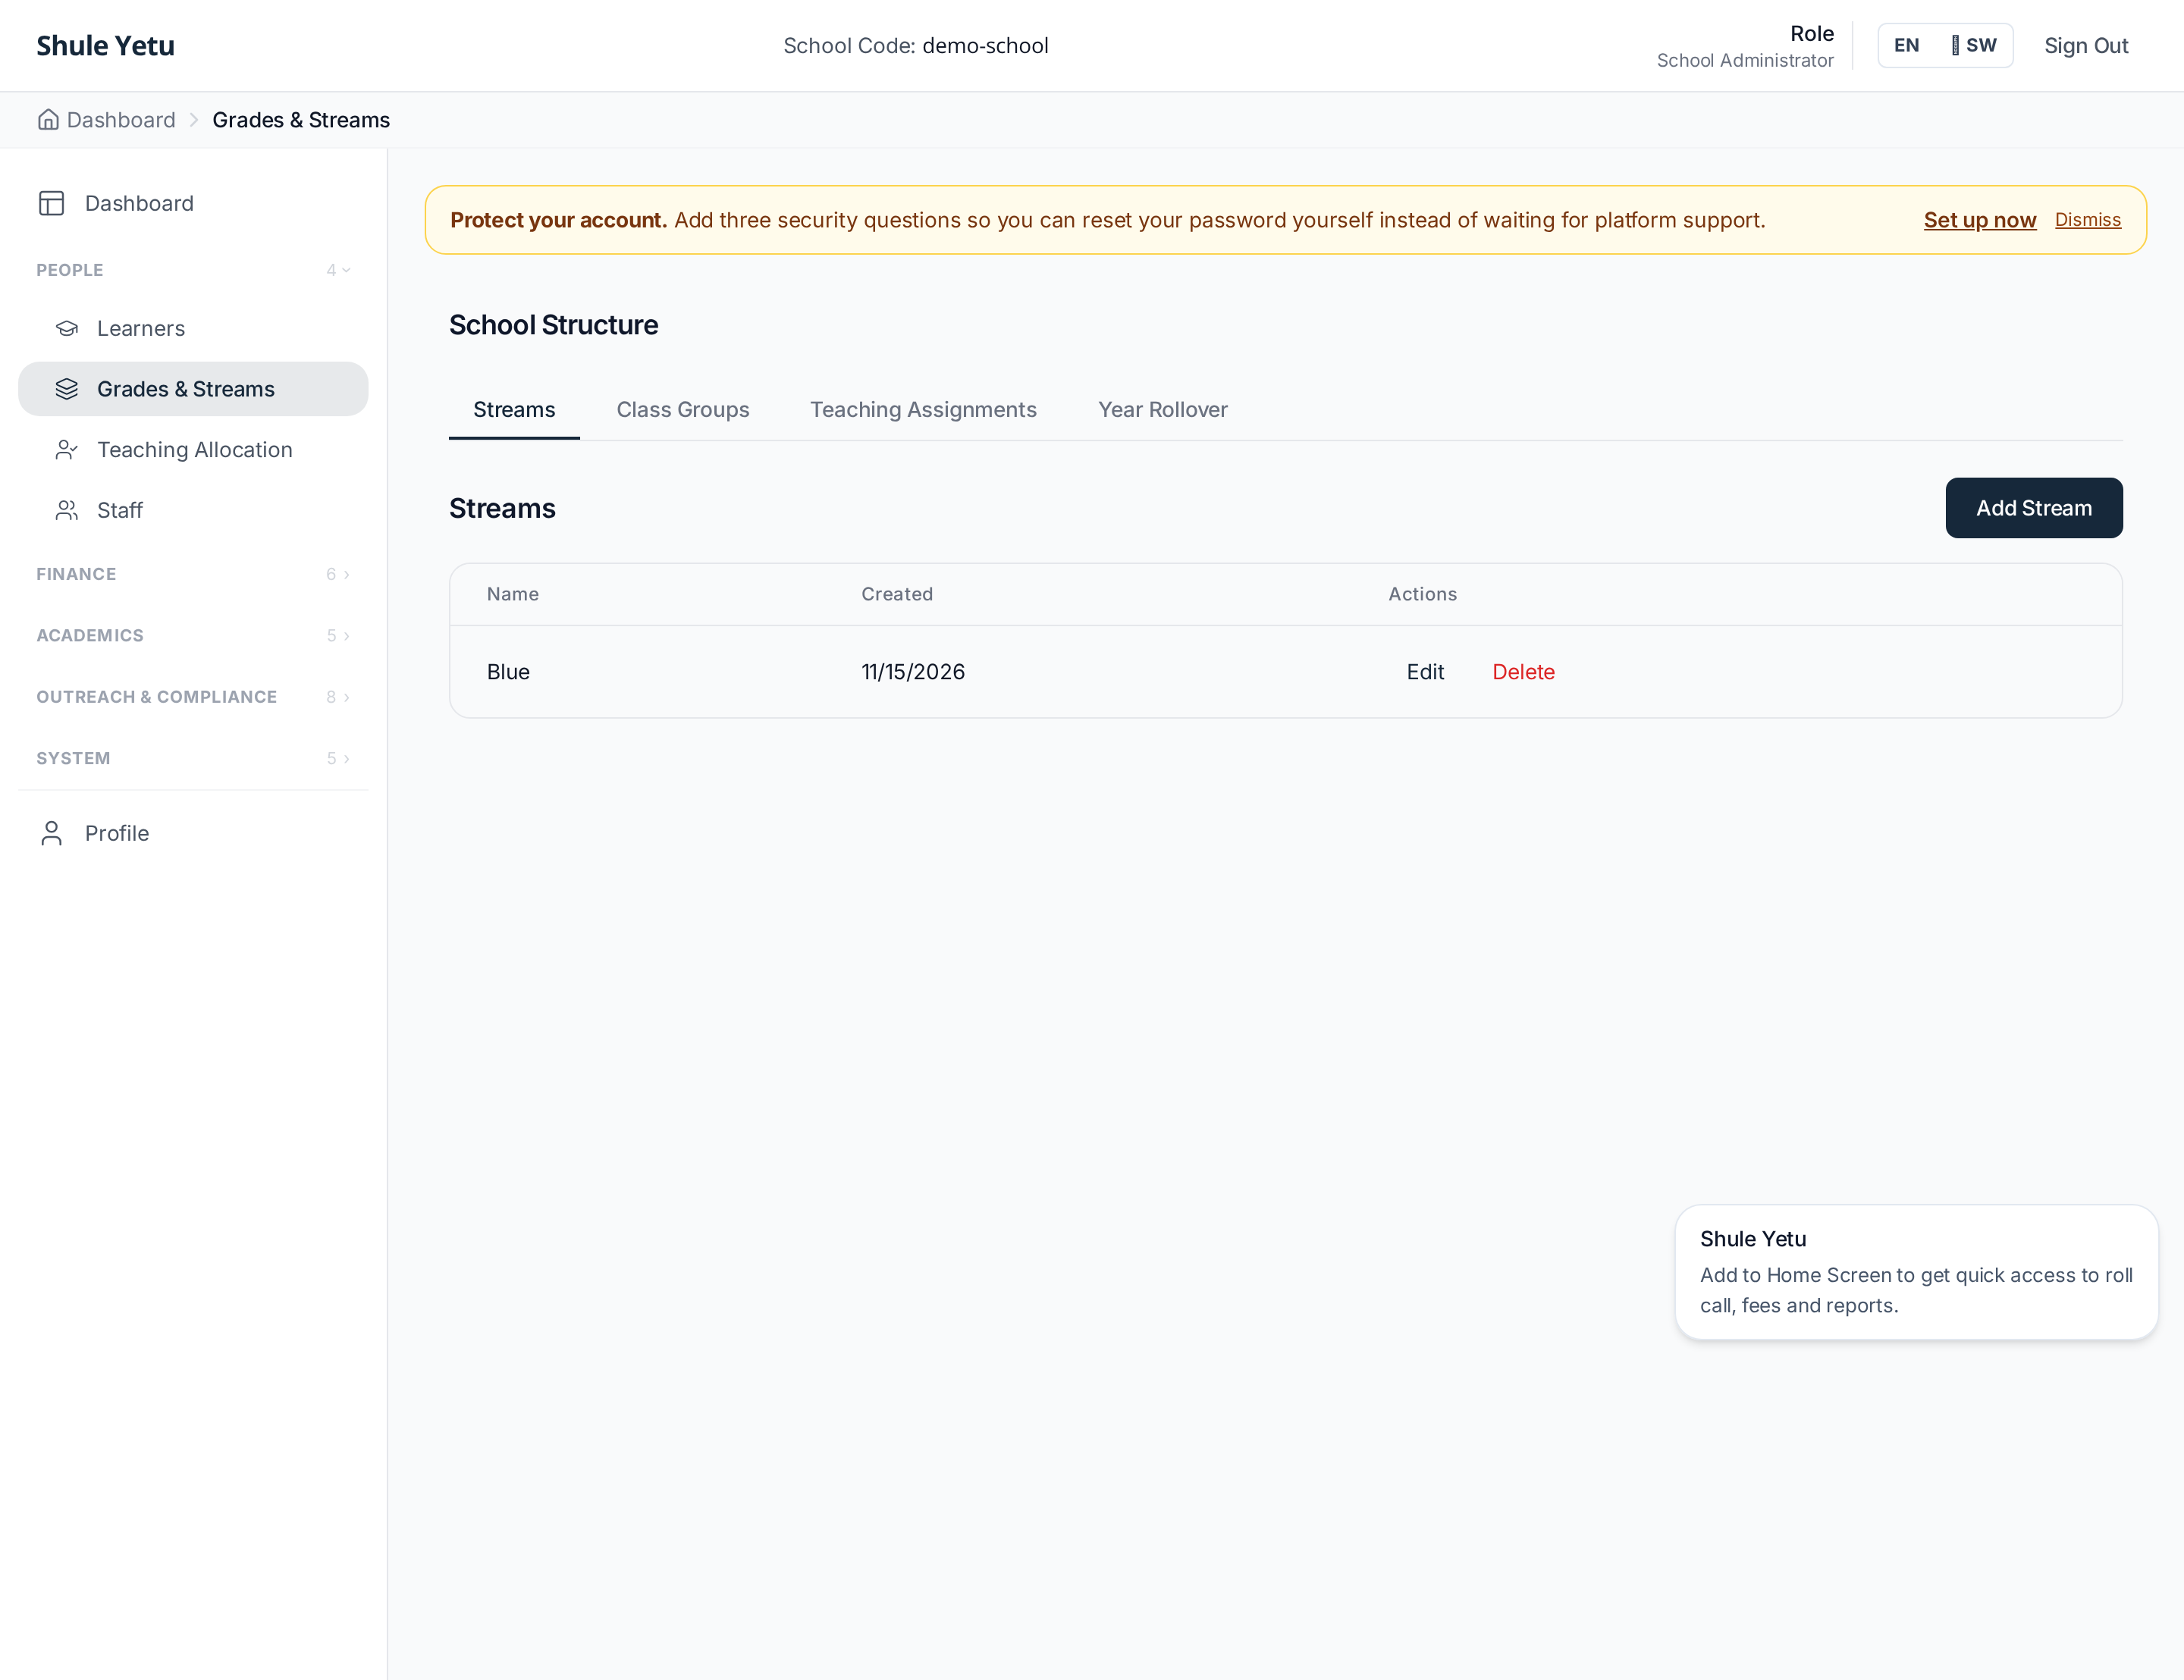 Shule Yetu
School Code: demo-school
Role
School Administrator
EN
SW
Sign Out
Dashboard
Grades & Streams
Dashboard
PEOPLE 4
Learners
Grades & Streams
Teaching Allocation
Staff
FINANCE 6
ACADEMICS 5
OUTREACH & COMPLIANCE 8
SYSTEM 5
Profile
Protect your account. Add three security questions so you can reset your password yourself instead of waiting for platform support.
Set up now
Dismiss
School Structure
Streams
Class Groups
Teaching Assignments
Year Rollover
Streams
Add Stream
Name Created Actions
Blue 11/15/2026 Edit Delete
Shule Yetu
Add to Home Screen to get quick access to roll
call, fees and reports.